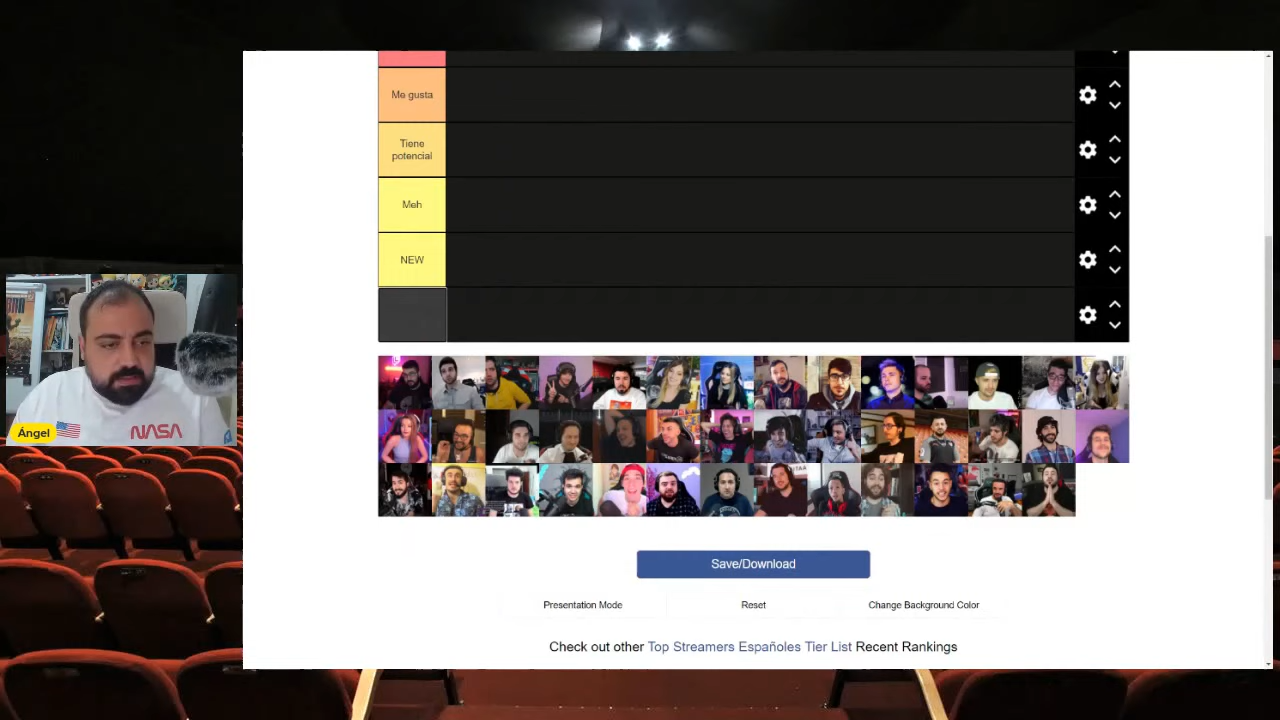 Me gusta
Tiene
potencial
Meh
NEW
Ángel
NASA
Save/Download
Presentation Mode
Reset
Change Background Color
Check out other Top Streamers Españoles Tier List Recent Rankings